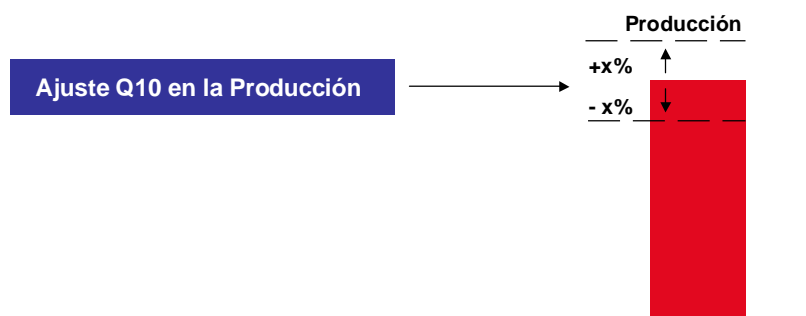 Producción
+x%
Ajuste Q10 en la Producción
- x%